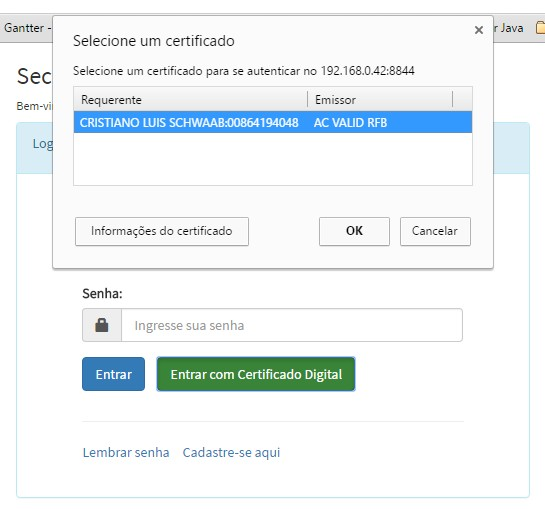 Gantter -
r Java
Selecione um certificado
Selecione um certificado para se autenticar no 192.168.0.42:8844
Requerente Emissor
CRISTIANO LUIS SCHWAAB:00864194048 AC VALID RFB
Informações do certificado OK Cancelar
Sec
Bem-vi
Log
Senha:
Ingresse sua senha
Entrar Entrar com Certificado Digital
Lembrar senha Cadastre-se aqui